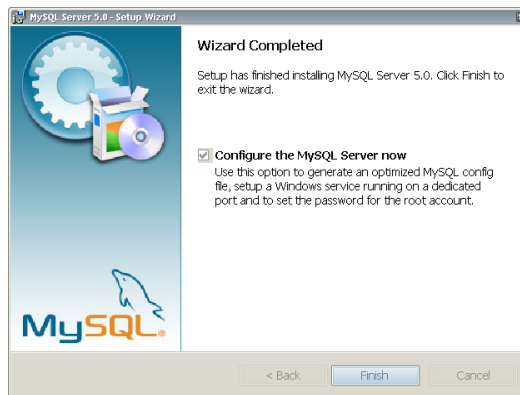 MySQL Server 5.0 - Setup Wizard
Wizard Completed
Setup has finished installing MySQL Server 5.0. Click Finish to
exit the wizard.
Configure the MySQL Server now
Use this option to generate an optimized MySQL config
file, setup a Windows service running on a dedicated
port and to set the password for the root account.
MySQL®
< Back
Finish
Cancel